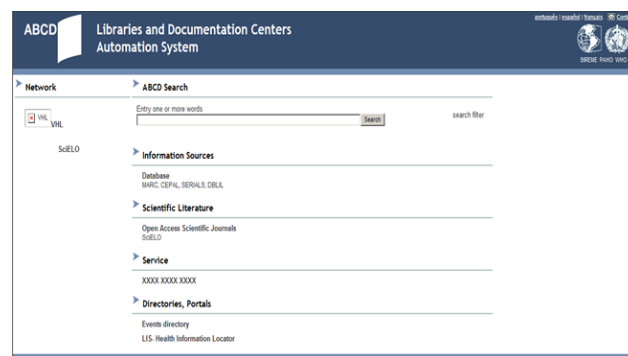 português | español | français Cont
ABCD Libraries and Documentation Centers
Automation System
BIREME PAHO WHO
Network
VHL
VHL
SciELO
ABCD Search
Entry one or more words
Search
search filter
Information Sources
Database
MARC, CEPAL, SERIALS, DBLIL
Scientific Literature
Open Access Scientific Journals
SciELO
Service
XXXX XXXX XXXX
Directories, Portals
Events directory
LIS- Health Information Locator